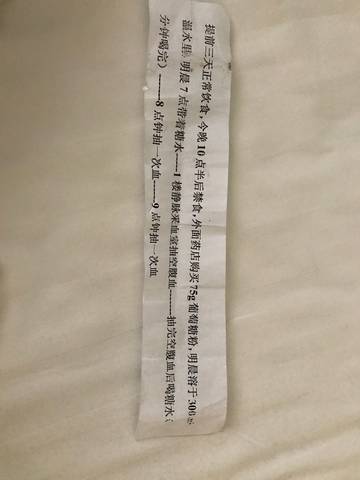 提前三天正常饮食，今晚10点半后禁食，外面药店购买75g葡萄糖粉，明晨溶于300
温水里，明晨7点带着糖水-----1楼静脉采血室抽空腹血------抽完空腹血后喝糖水（
分钟喝完）-----8点钟抽一次血-----9点钟抽一次血